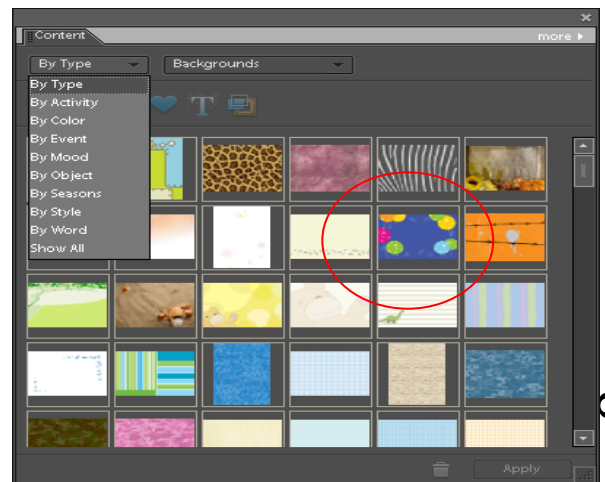 Content
more
By Type
Backgrounds
By Type
By Activity
By Color
By Event
By Mood
By Object
By Seasons
By Style
By Word
Show All
T
Apply